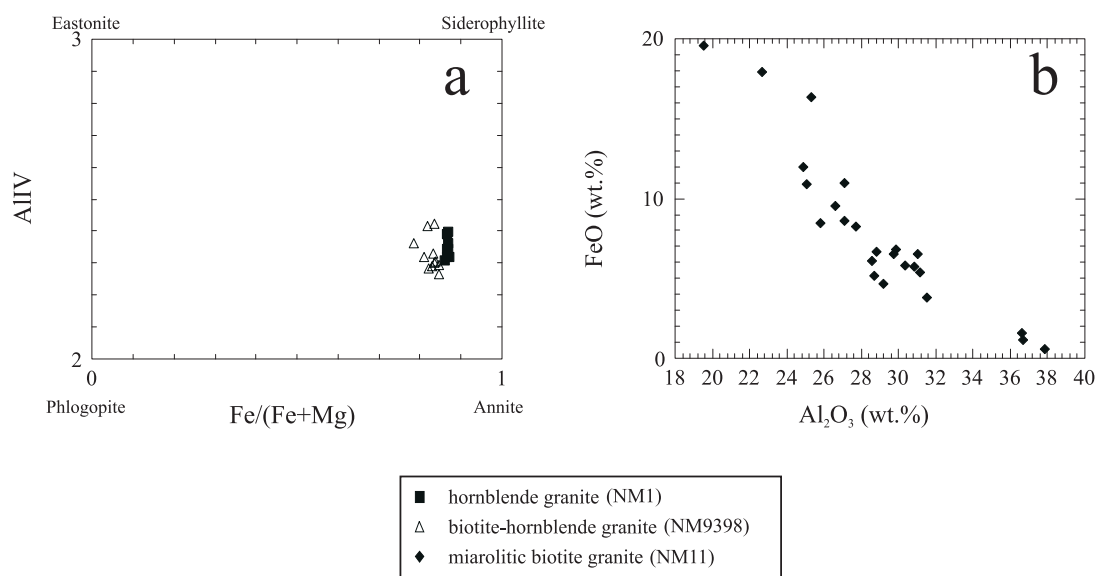 Eastonite Siderophyllite
3
a
AlIV
2
0 1
Phlogopite Annite
Fe/(Fe+Mg)
20
b
FeO (wt.%)
10
0
18 20 22 24 26 28 30 32 34 36 38 40
Al₂O₃ (wt.%)
hornblende granite (NM1)
biotite-hornblende granite (NM9398)
miarolitic biotite granite (NM11)